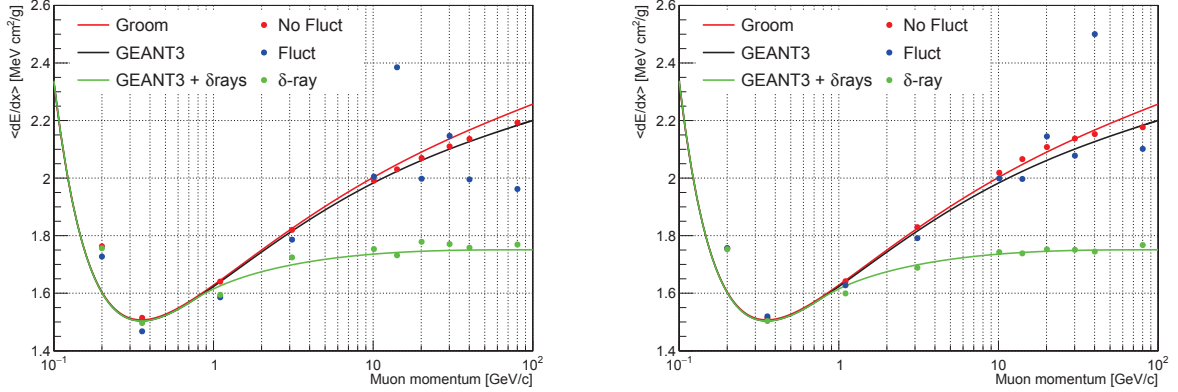 <dE/dx> [MeV cm²/g]
2.6
2.4
2.2
2
1.8
1.6
1.4
Groom
GEANT3
GEANT3 + δrays
No Fluct
Fluct
δ-ray
10⁻¹
1
10
10²
Muon momentum [GeV/c]
<dE/dx> [MeV cm²/g]
2.6
2.4
2.2
2
1.8
1.6
1.4
Groom
GEANT3
GEANT3 + δrays
No Fluct
Fluct
δ-ray
10⁻¹
1
10
10²
Muon momentum [GeV/c]